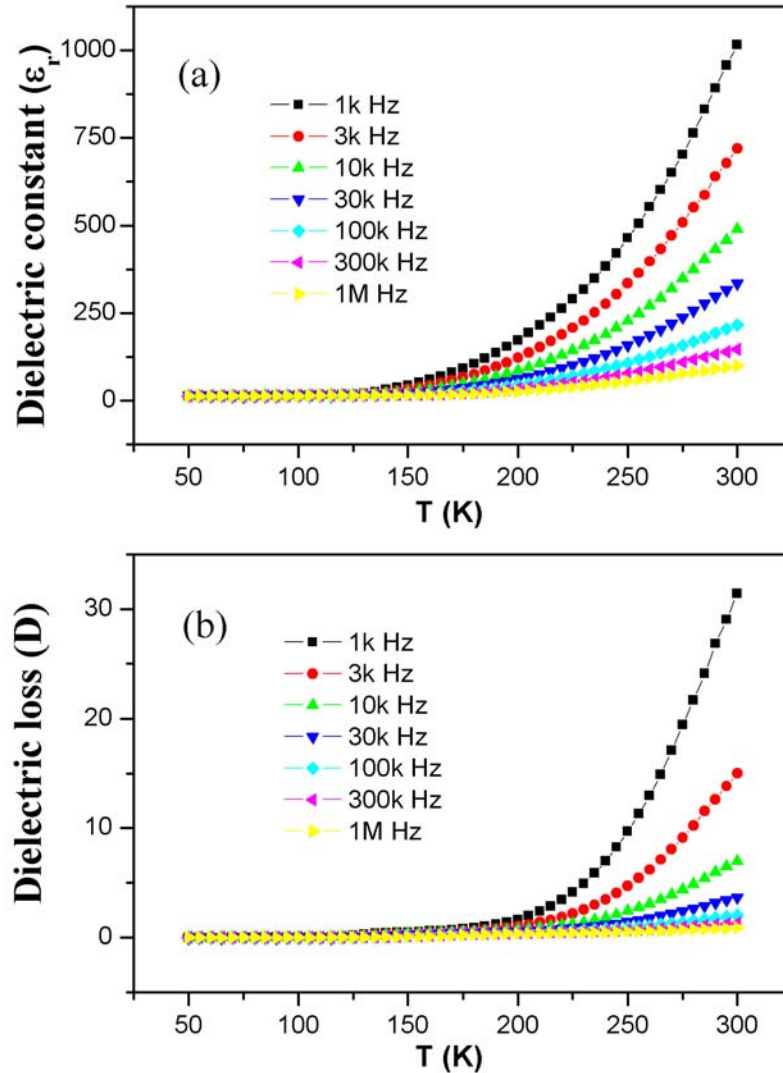 (a)
Dielectric constant (εr)
1000
750
500
250
0
1k Hz
3k Hz
10k Hz
30k Hz
100k Hz
300k Hz
1M Hz
50 100 150 200 250 300
T (K)
(b)
Dielectric loss (D)
30
20
10
0
1k Hz
3k Hz
10k Hz
30k Hz
100k Hz
300k Hz
1M Hz
50 100 150 200 250 300
T (K)